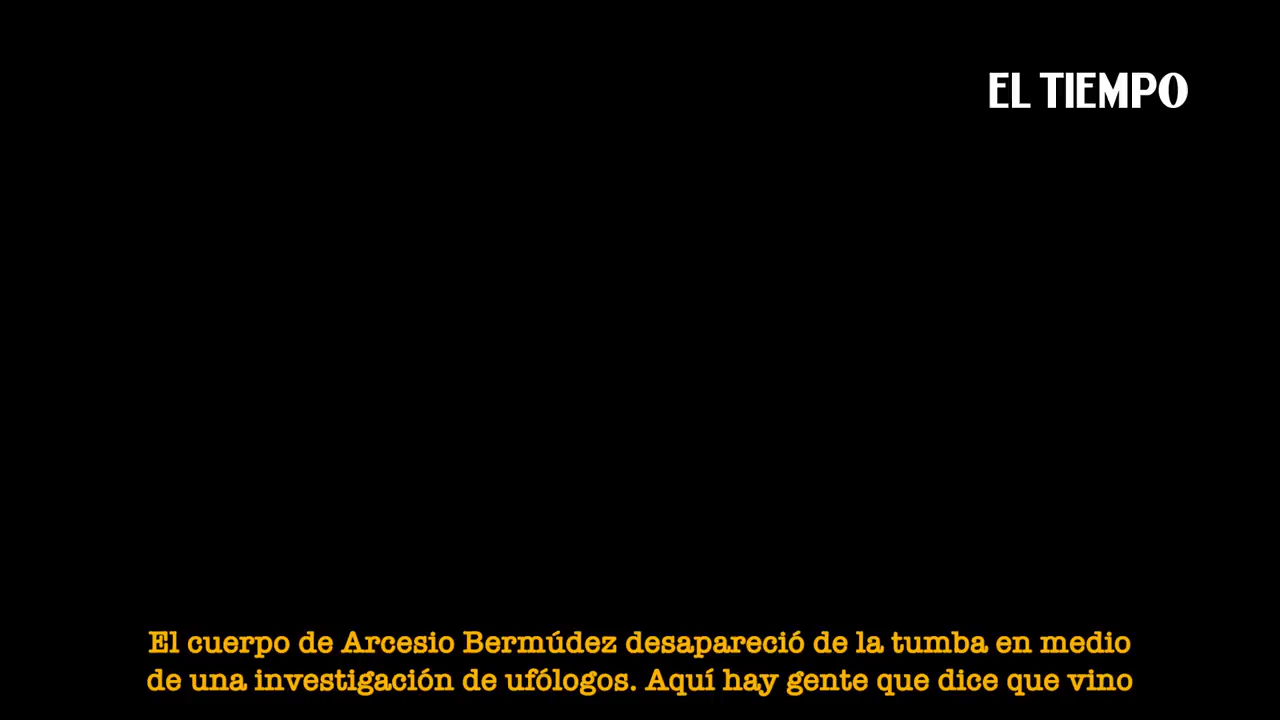 EL TIEMPO
El cuerpo de Arcesio Bermúdez desapareció de la tumba en medio
de una investigación de ufólogos. Aquí hay gente que dice que vino